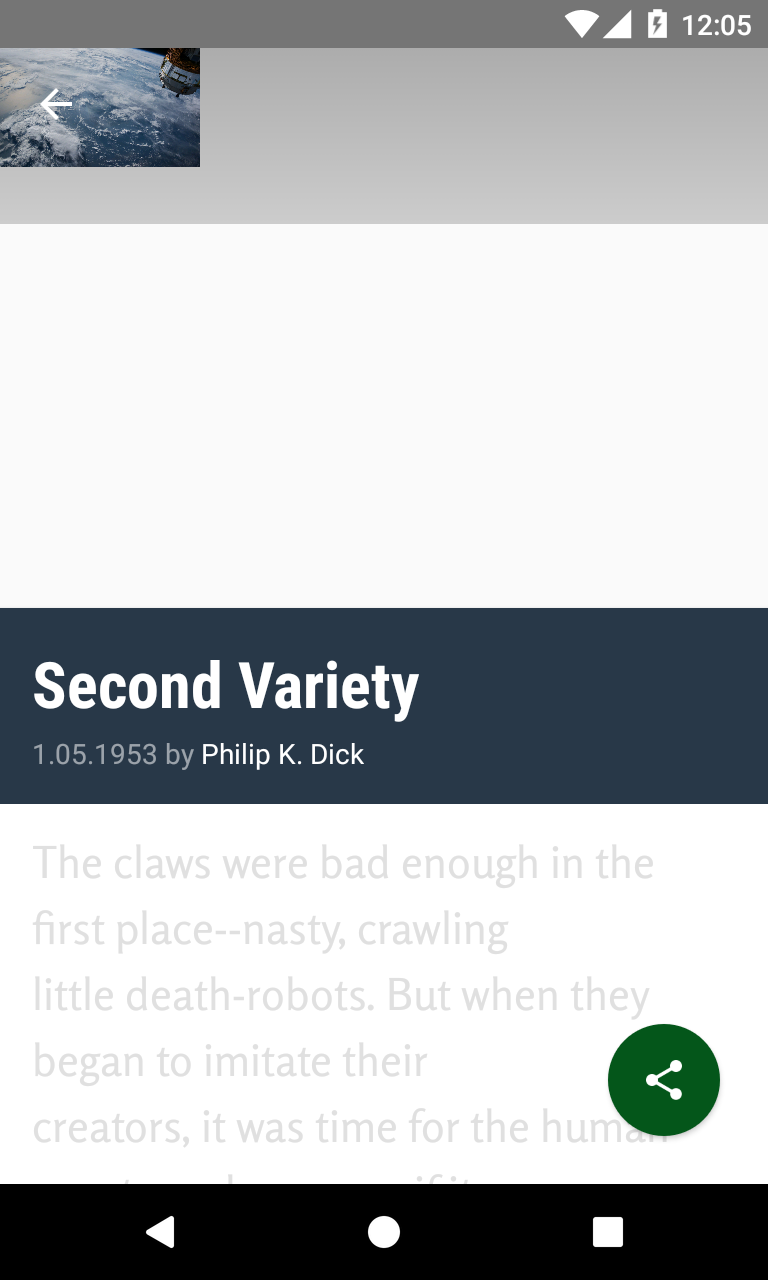 12:05
Second Variety
1.05.1953 by Philip K. Dick
The claws were bad enough in the
first place--nasty, crawling
little death-robots. But when they
began to imitate their
creators, it was time for the human